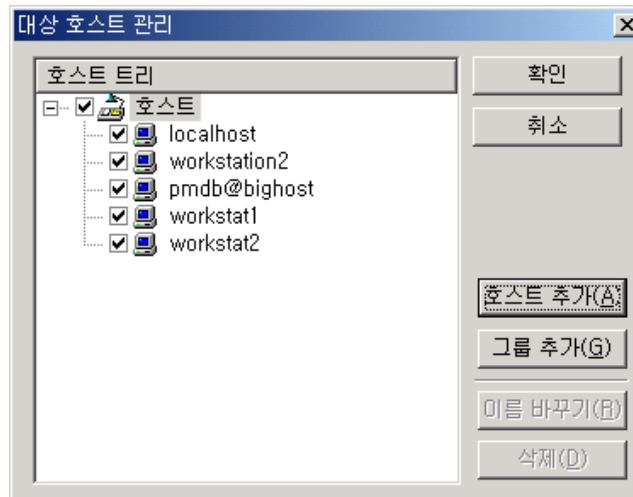 대상 호스트 관리
호스트 트리
호스트
localhost
workstation2
pmdb@bighost
workstat1
workstat2
확인
취소
호스트 추가(A)
그룹 추가(G)
이름 바꾸기(R)
삭제(D)